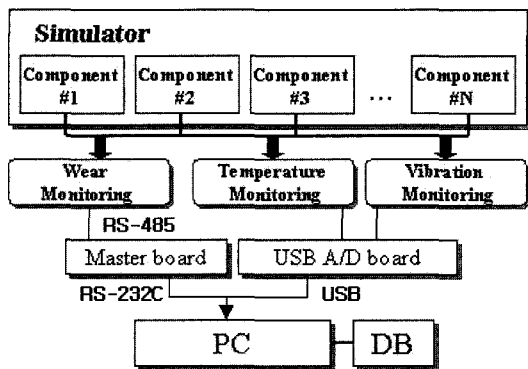 Simulator
Component #1
Component #2
Component #3
...
Component #N
Wear Monitoring
Temperature Monitoring
Vibration Monitoring
RS-485
Master board
USB A/D board
RS-232C
USB
PC
DB